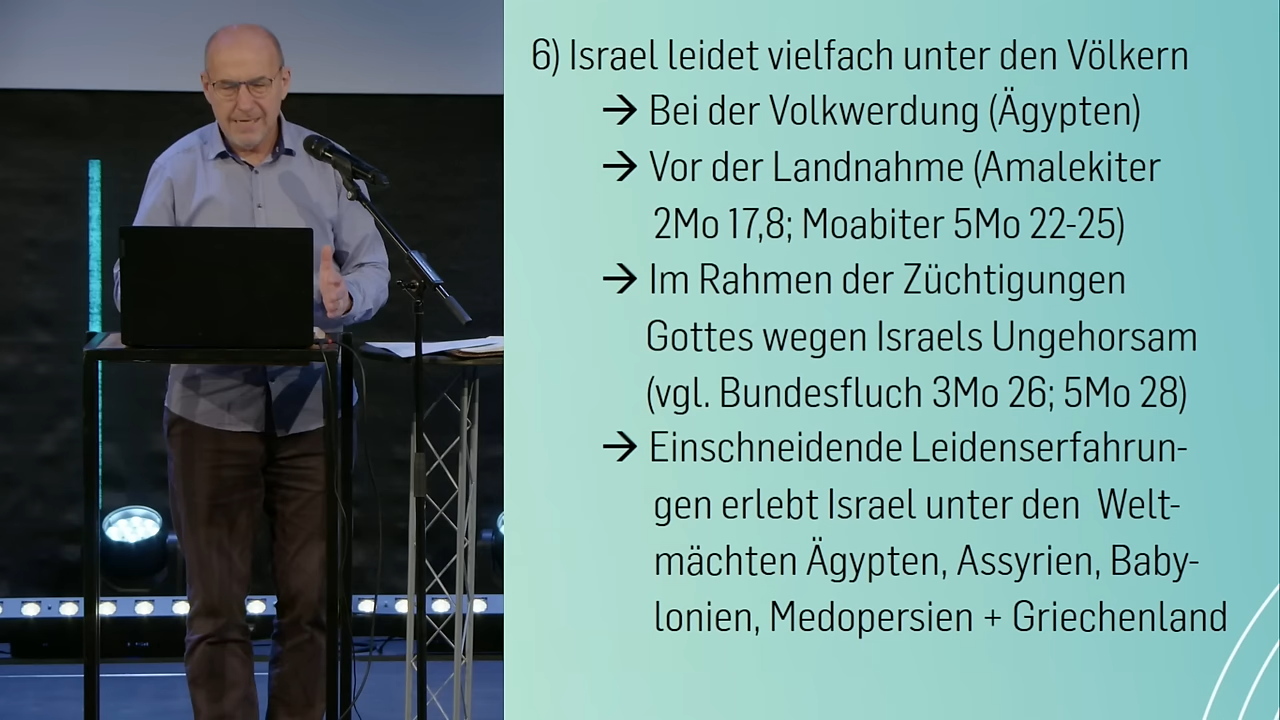 6) Israel leidet vielfach unter den Völkern
→ Bei der Volkwerdung (Ägypten)
→ Vor der Landnahme (Amalekiter
2Mo 17,8; Moabiter 5Mo 22-25)
→ Im Rahmen der Züchtigungen
Gottes wegen Israels Ungehorsam
(vgl. Bundesfluch 3Mo 26; 5Mo 28)
→ Einschneidende Leidenserfahrun-
gen erlebt Israel unter den Welt-
mächten Ägypten, Assyrien, Baby-
lonien, Medopersien + Griechenland